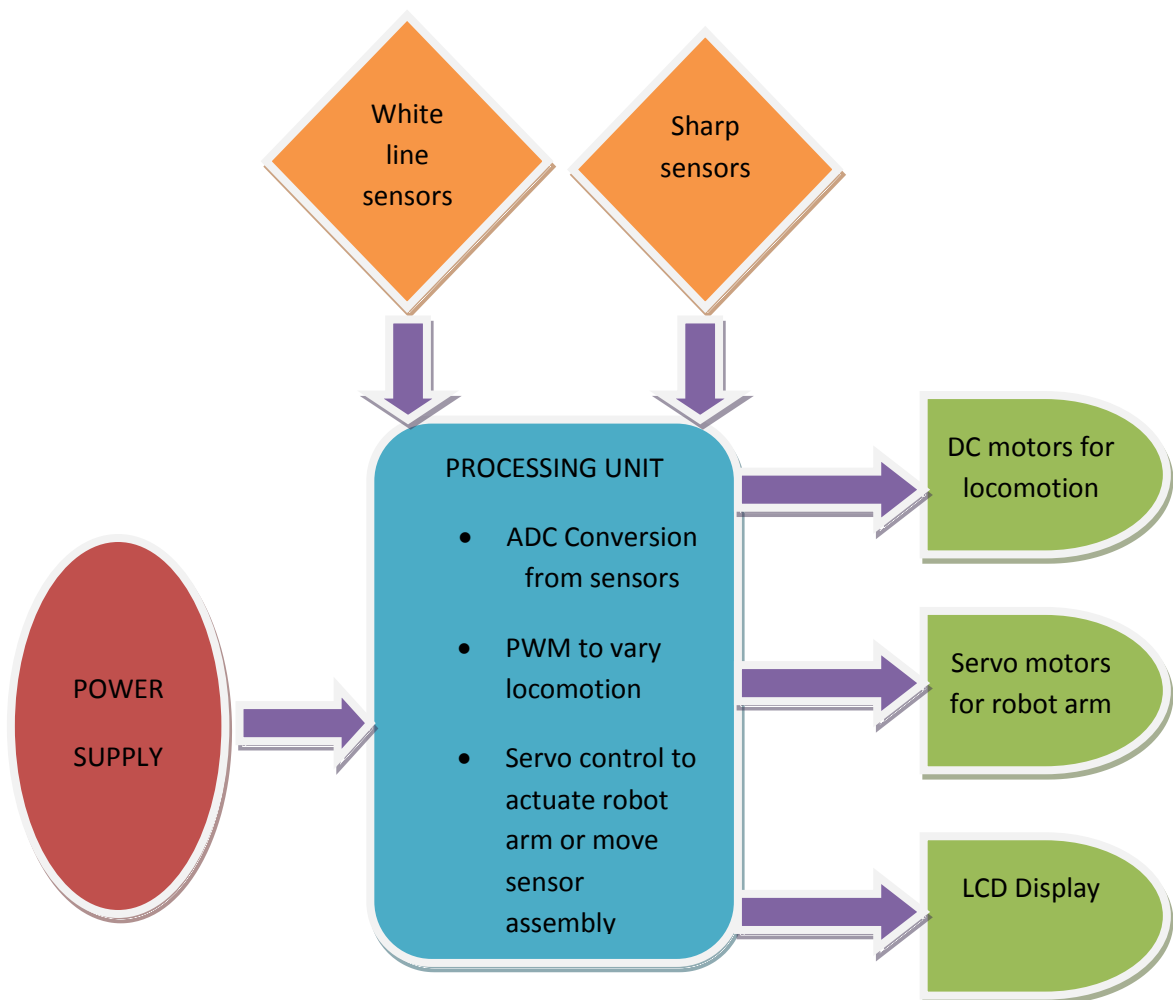 White
line
sensors
Sharp
sensors
PROCESSING UNIT
• ADC Conversion
from sensors
• PWM to vary
locomotion
• Servo control to
actuate robot
arm or move
sensor
assembly
POWER
SUPPLY
DC motors for
locomotion
Servo motors
for robot arm
LCD Display